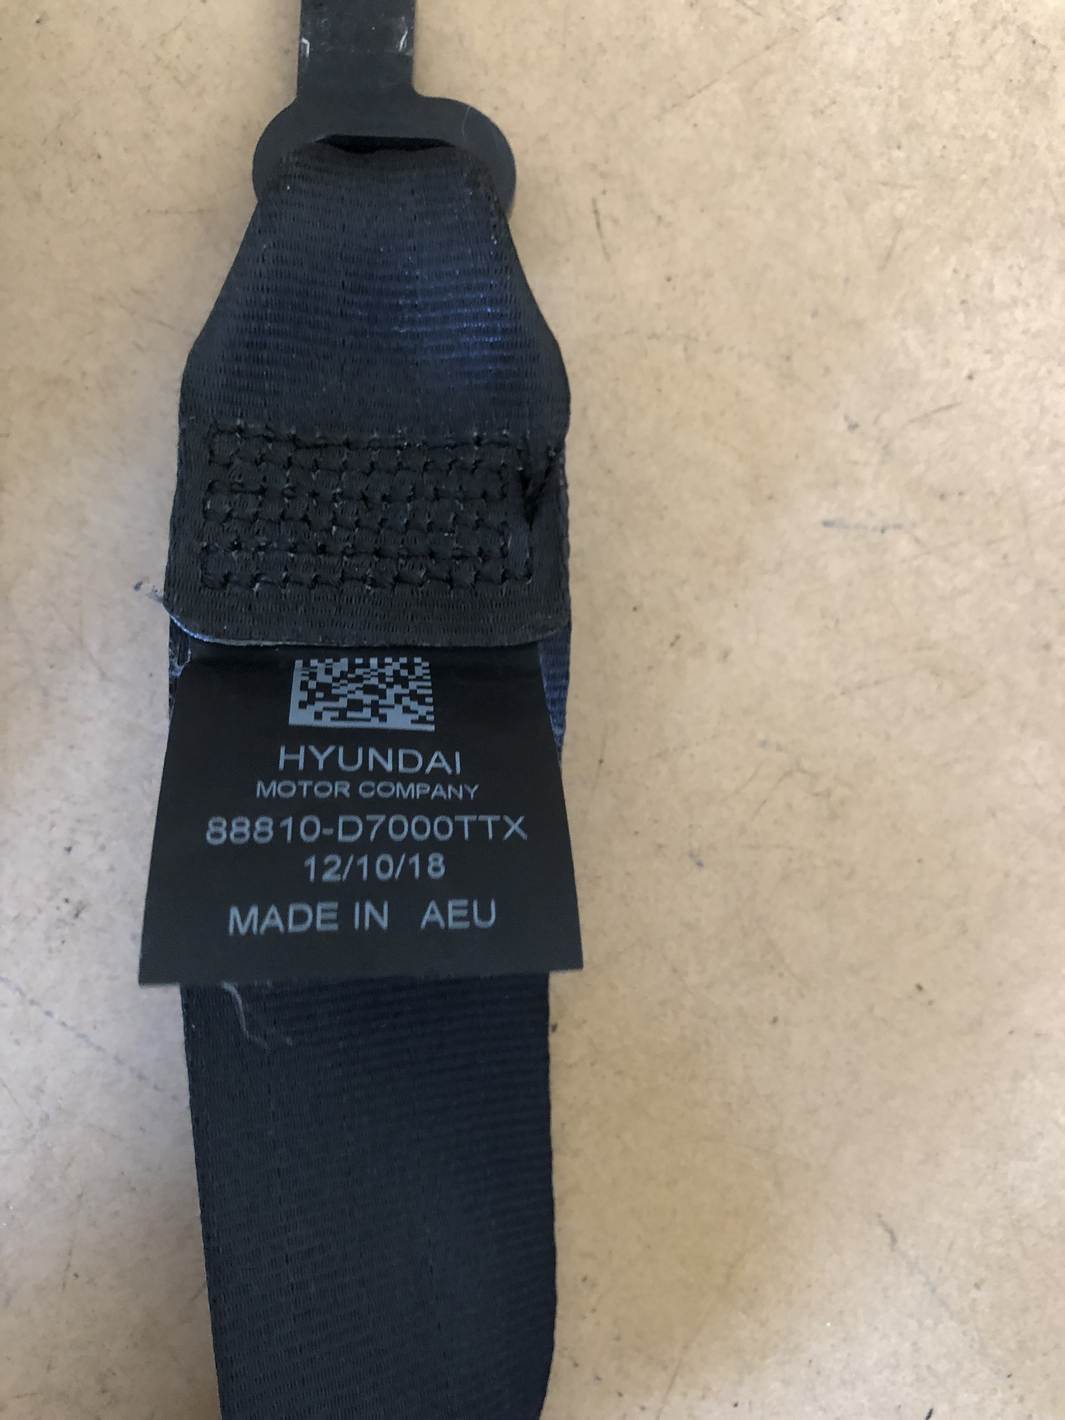 HYUNDAI
MOTOR COMPANY
88810-D7000TTX
12/10/18
MADE IN AEU